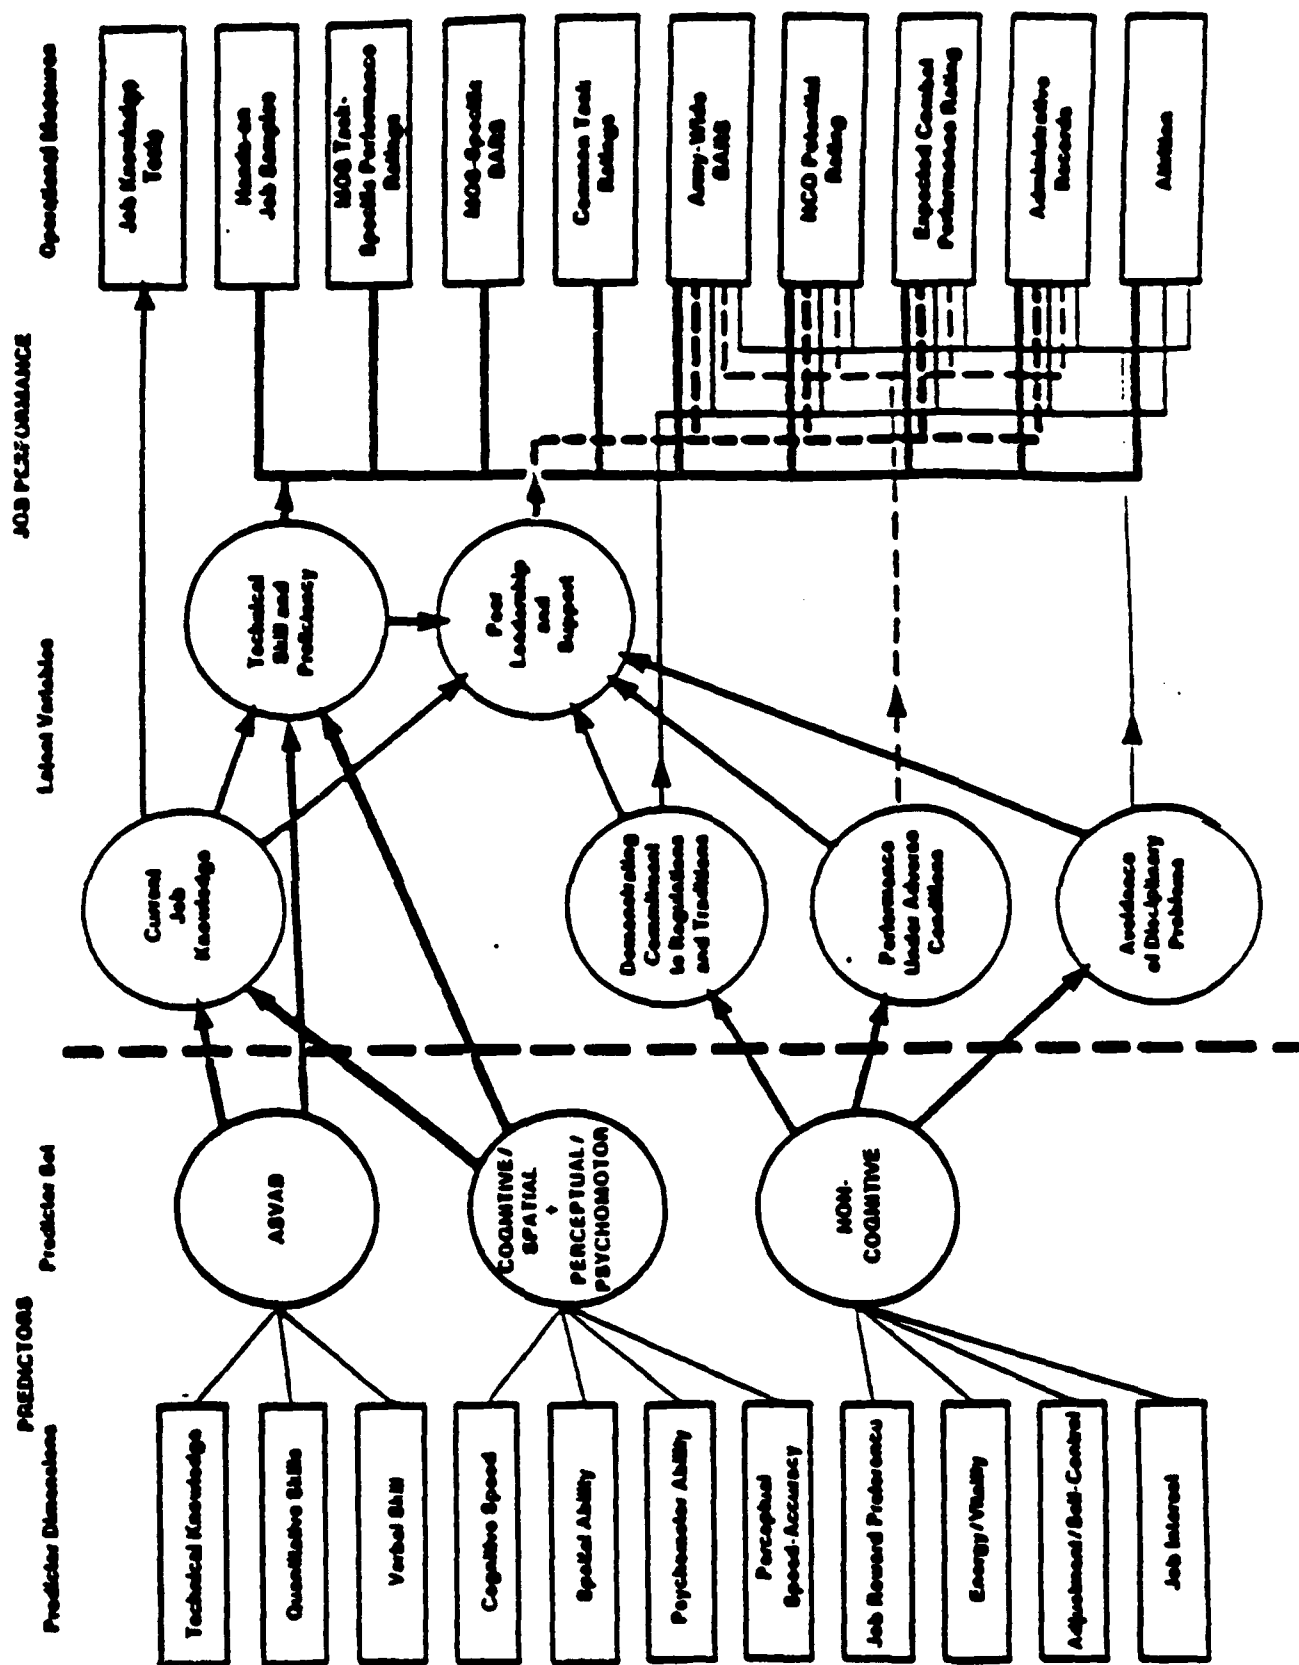 PREDICTORS
JOB PERFORMANCE
Predictor Dimensions
Predictor Set
Latent Variables
Operational Measures
Technical Knowledge
Quantitative Skills
Verbal Skill
Cognitive Speed
Spatial Ability
Psychomotor Ability
Perceptual
Speed-Accuracy
Job Reward Preference
Energy/Vitality
Adjustment/Self-Control
Job Interest
ASVAB
COGNITIVE/
SPATIAL
+
PERCEPTUAL/
PSYCHOMOTOR
NON-
COGNITIVE
Current
Job
Knowledge
Demonstrating
Commitment
to Regulations
and Traditions
Performance
Under Adverse
Conditions
Avoidance
of Disciplinary
Problems
Technical
Skill and
Proficiency
Peer
Leadership
and
Support
Job Knowledge
Tests
Hands-on
Job Samples
MOS Task-
Specific Performance
Ratings
MOS-Specific
BARS
Common Task
Ratings
Army-Wide
BARS
NCO Potential
Rating
Expected Combat
Performance Rating
Administrative
Records
Attrition